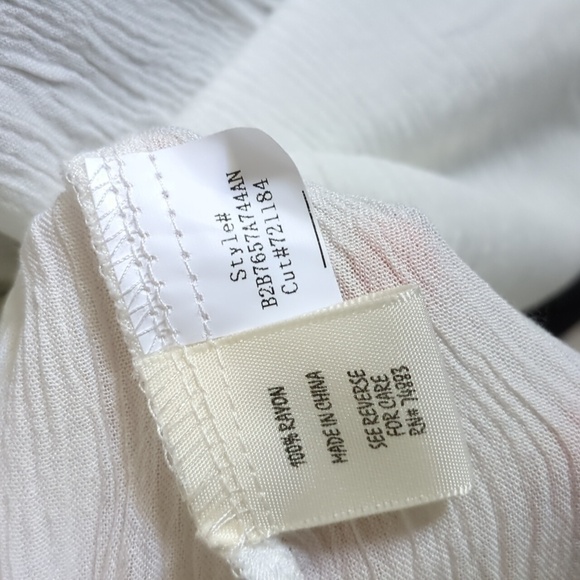 Style#
B2B7657A744AN
Cut#721184
100% RAYON
MADE IN CHINA
SEE REVERSE
FOR CARE
RN# 74883